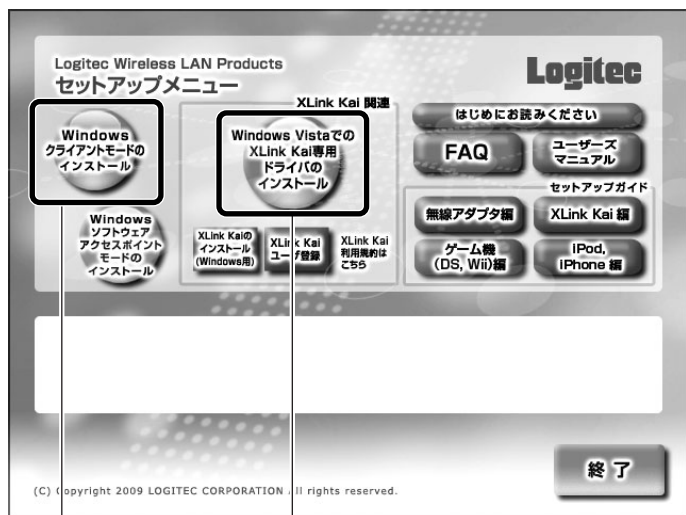 Logitec Wireless LAN Products
セットアップメニュー
Logitec
Windows
クライアントモードの
インストール
XLink Kai 関連
Windows Vistaでの
XLink Kai専用
ドライバの
インストール
はじめにお読みください
FAQ
ユーザーズ
マニュアル
セットアップガイド
Windows
ソフトウェア
アクセスポイント
モードの
インストール
XLink Kaiの
インストール
(Windows用)
XLink Kai
ユーザ登録
XLink Kai
利用規約は
こちら
無線アダプタ編
XLink Kai 編
ゲーム機
(DS, Wii)編
iPod,
iPhone 編
終了
(C) Copyright 2009 LOGITEC CORPORATION All rights reserved.